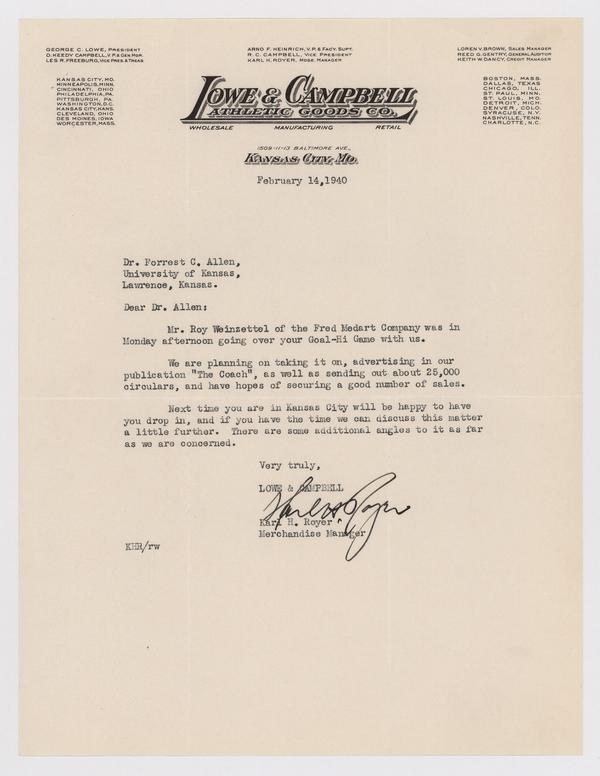 GEORGE C. LOWE, PRESIDENT
D. KEEDY CAMPBELL, V.P. & GEN. MGR.
LES R. FREEBURG, VICE PRES. & TREAS.
ARNO F. HEINRICH, V.P. & FACY. SUPT.
R.C. CAMPBELL, VICE PRESIDENT
KARL H. ROYER, MDSE. MANAGER
LOREN V. BROWN, SALES MANAGER
REED G. GENTRY, GENERAL AUDITOR
KEITH W. DANCY, CREDIT MANAGER
KANSAS CITY, MO.
MINNEAPOLIS, MINN.
CINCINNATI, OHIO
PHILADELPHIA, PA.
PITTSBURGH, PA.
WASHINGTON, D.C.
KANSAS CITY, KANS.
CLEVELAND, OHIO
DES MOINES, IOWA
WORCESTER, MASS.
LOWE & CAMPBELL
ATHLETIC GOODS CO.
WHOLESALE MANUFACTURING RETAIL
BOSTON, MASS.
DALLAS, TEXAS
CHICAGO, ILL.
ST. PAUL, MINN.
ST. LOUIS, MO.
DETROIT, MICH.
DENVER, COLO.
SYRACUSE, N.Y.
NASHVILLE, TENN.
CHARLOTTE, N.C.
1509-11-13 BALTIMORE AVE.,
KANSAS CITY, MO.
February 14,1940
Dr. Forrest C. Allen,
University of Kansas,
Lawrence, Kansas.
Dear Dr. Allen:
Mr. Roy Weinzettel of the Fred Medart Company was in
Monday afternoon going over your Goal-Hi Game with us.
We are planning on taking it on, advertising in our
publication "The Coach", as well as sending out about 25,000
circulars, and have hopes of securing a good number of sales.
Next time you are in Kansas City will be happy to have
you drop in, and if you have the time we can discuss this matter
a little further. There are some additional angles to it as far
as we are concerned.
Very truly,
LOWE & CAMPBELL
Karl H. Royer
Karl H. Royer
Merchandise Manager
KHR/rw